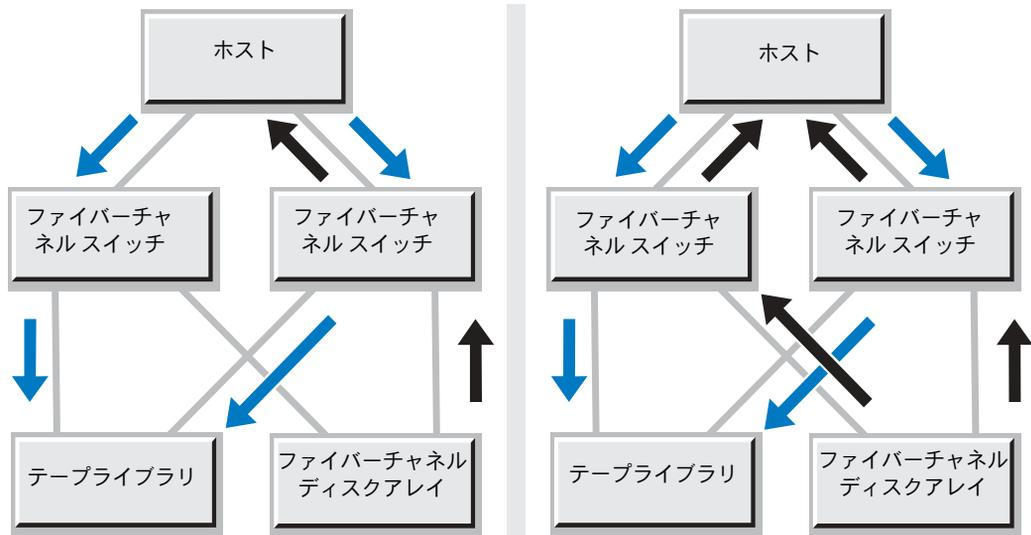 ホスト
ファイバーチャ
ネル スイッチ
ファイバーチャ
ネル スイッチ
テープライブラリ
ファイバーチャネル
ディスクアレイ
ホスト
ファイバーチャ
ネル スイッチ
ファイバーチャ
ネル スイッチ
テープライブラリ
ファイバーチャネル
ディスクアレイ